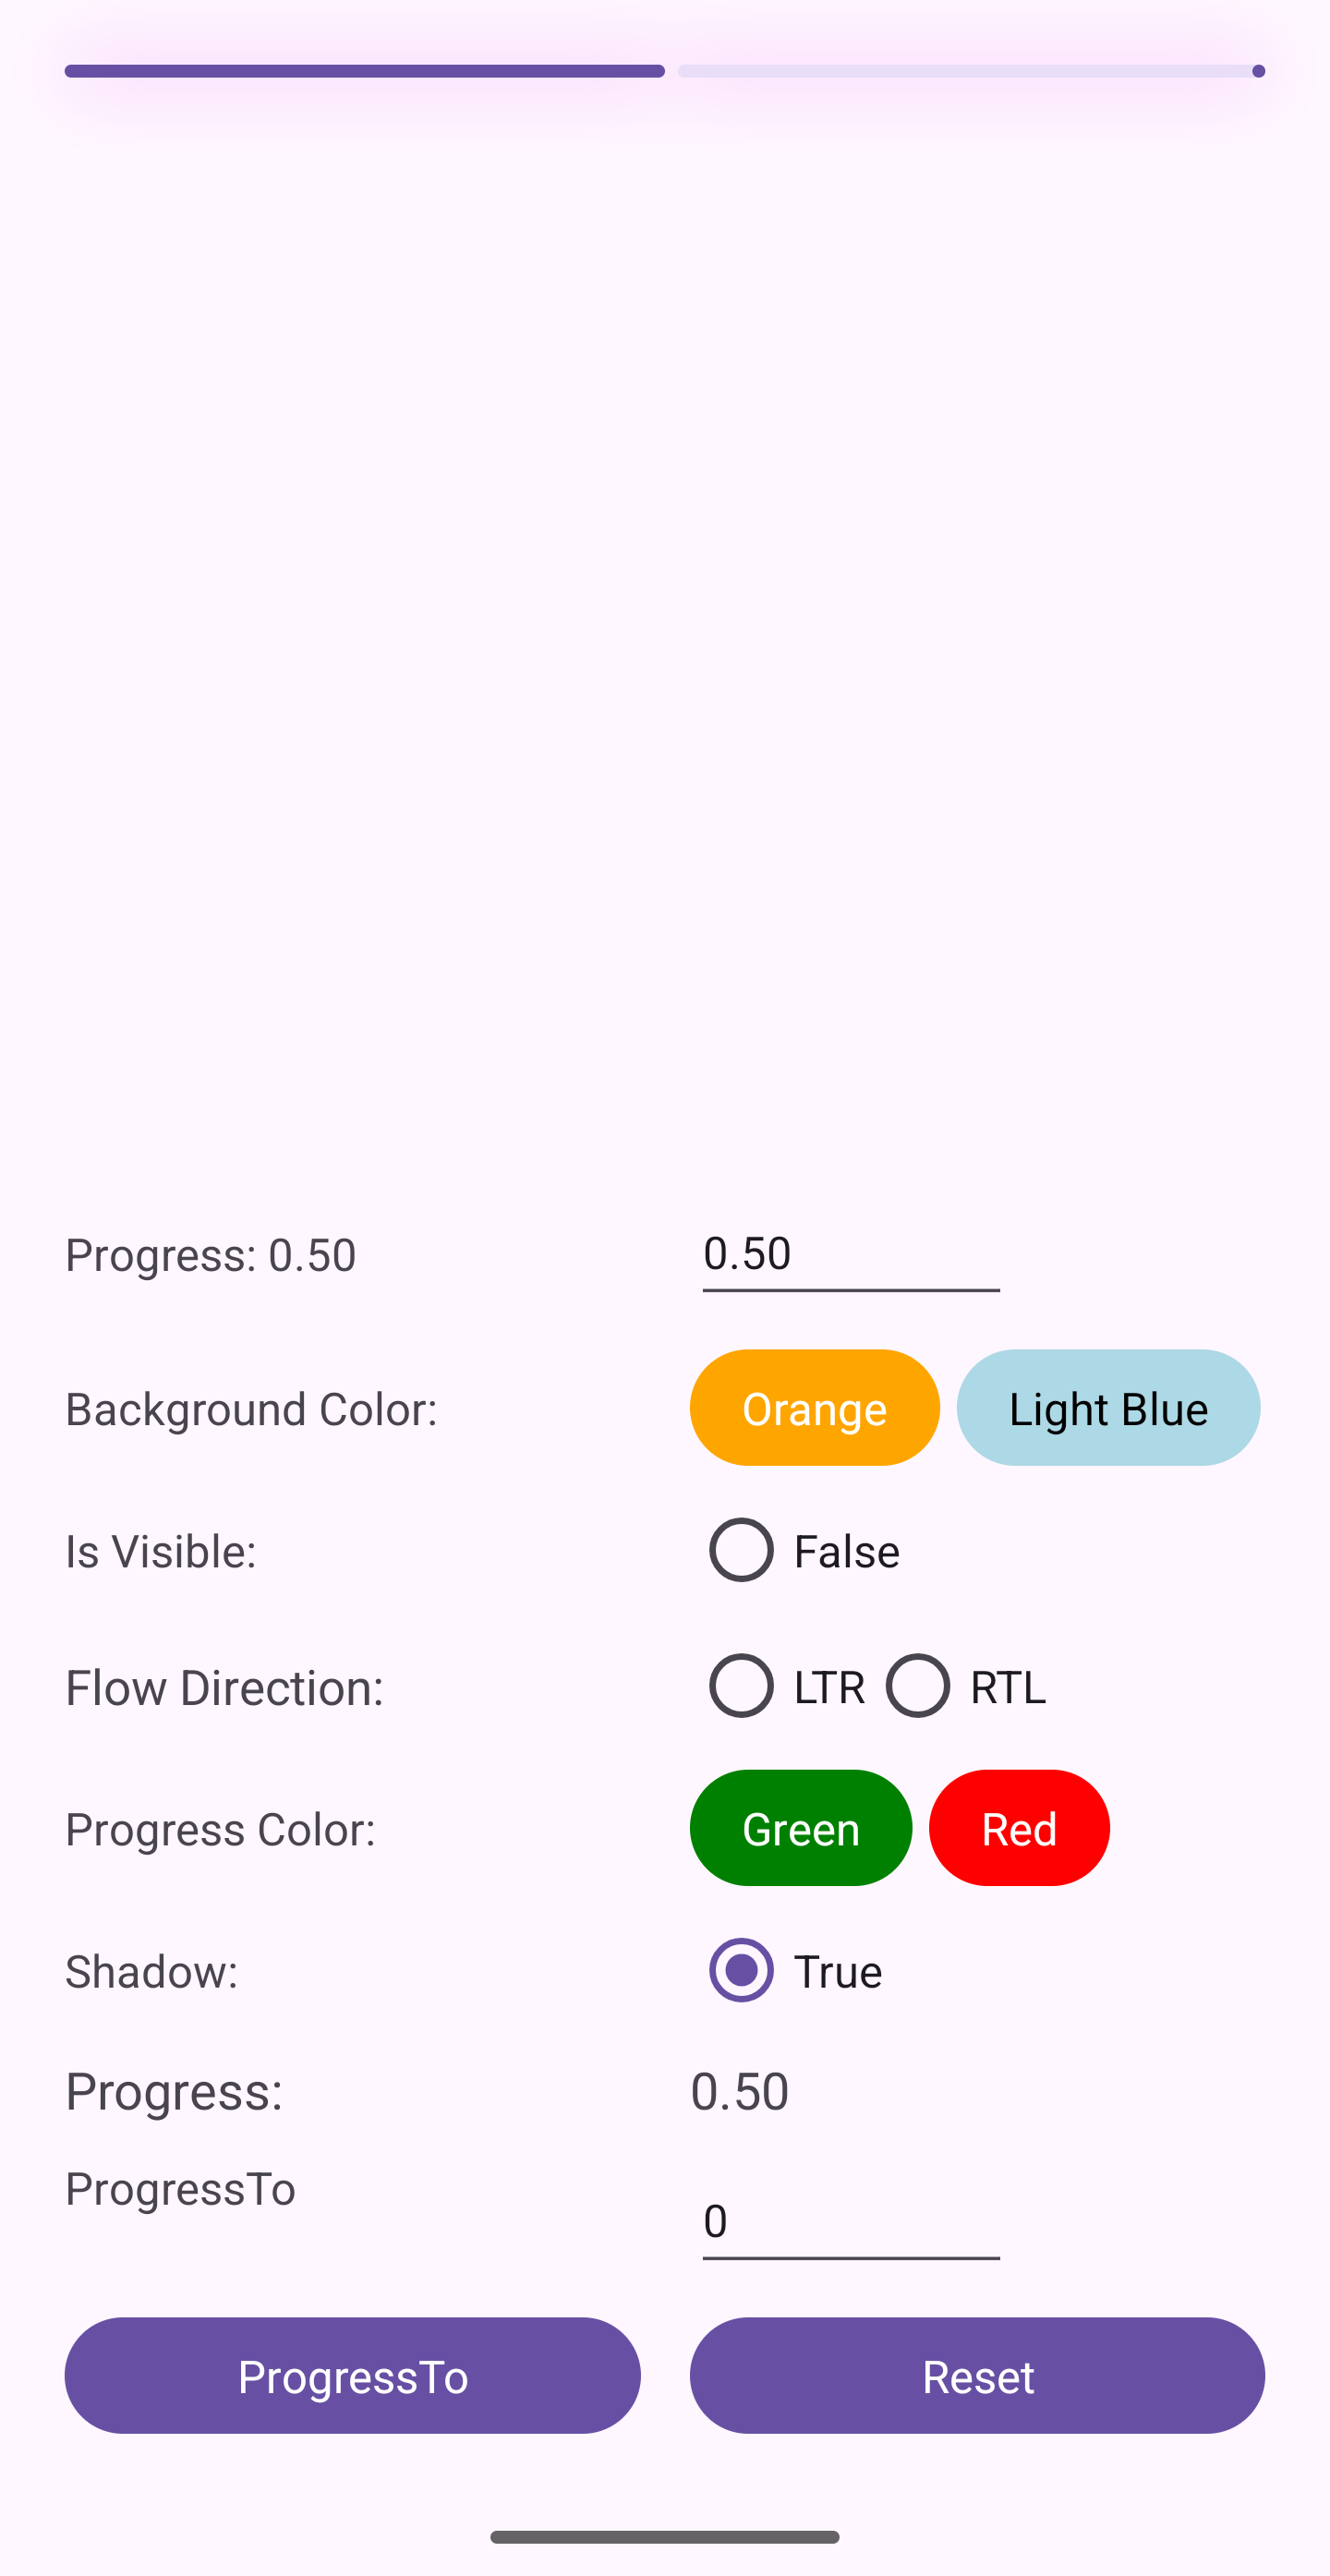 Progress: 0.50 0.50
Background Color: Orange Light Blue
Is Visible: False
Flow Direction: LTR RTL
Progress Color: Green Red
Shadow: True
Progress: 0.50
ProgressTo 0
ProgressTo Reset